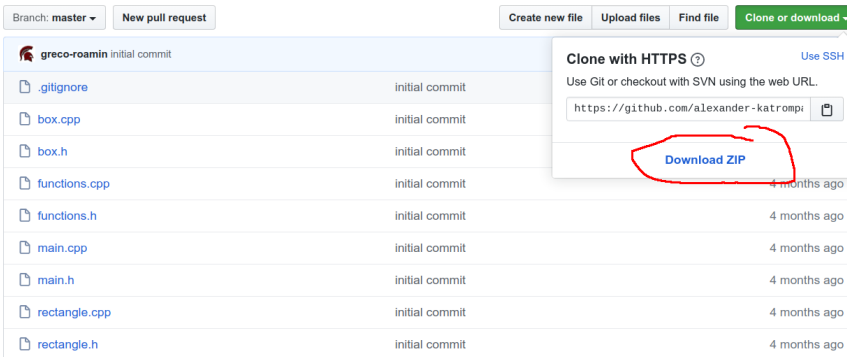 Branch: master New pull request Create new file Upload files Find file Clone or download
greco-roamin initial commit
Clone with HTTPS Use SSH
Use Git or checkout with SVN using the web URL.
https://github.com/alexander-katrompa
Download ZIP
.gitignore initial commit
box.cpp initial commit
box.h initial commit
functions.cpp initial commit 4 months ago
functions.h initial commit 4 months ago
main.cpp initial commit 4 months ago
main.h initial commit 4 months ago
rectangle.cpp initial commit 4 months ago
rectangle.h initial commit 4 months ago